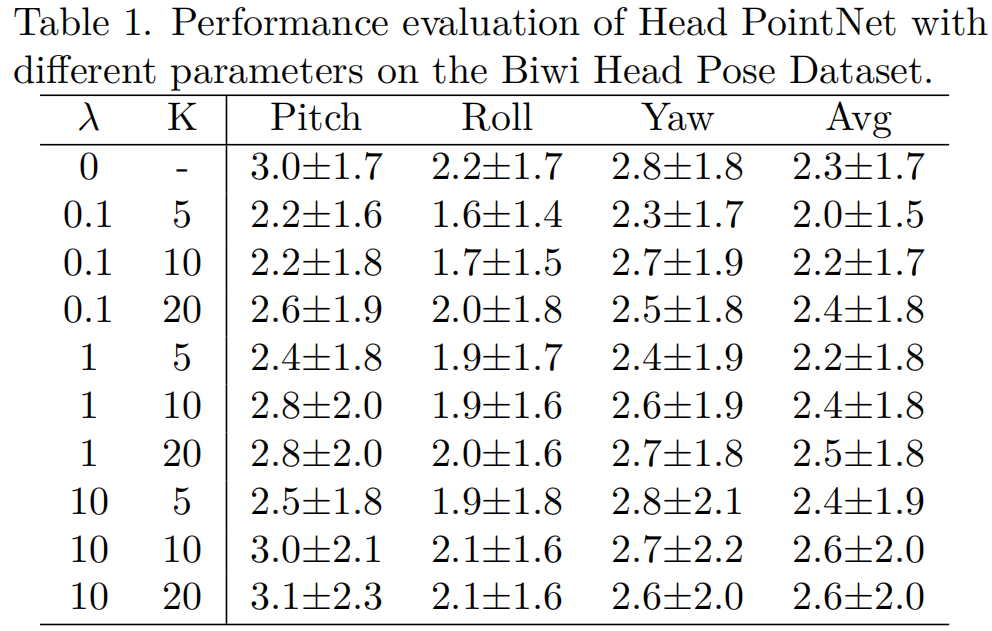 Table 1. Performance evaluation of Head PointNet with
different parameters on the Biwi Head Pose Dataset.
λ K Pitch Roll Yaw Avg
0 - 3.0±1.7 2.2±1.7 2.8±1.8 2.3±1.7
0.1 5 2.2±1.6 1.6±1.4 2.3±1.7 2.0±1.5
0.1 10 2.2±1.8 1.7±1.5 2.7±1.9 2.2±1.7
0.1 20 2.6±1.9 2.0±1.8 2.5±1.8 2.4±1.8
1 5 2.4±1.8 1.9±1.7 2.4±1.9 2.2±1.8
1 10 2.8±2.0 1.9±1.6 2.6±1.9 2.4±1.8
1 20 2.8±2.0 2.0±1.6 2.7±1.8 2.5±1.8
10 5 2.5±1.8 1.9±1.8 2.8±2.1 2.4±1.9
10 10 3.0±2.1 2.1±1.6 2.7±2.2 2.6±2.0
10 20 3.1±2.3 2.1±1.6 2.6±2.0 2.6±2.0